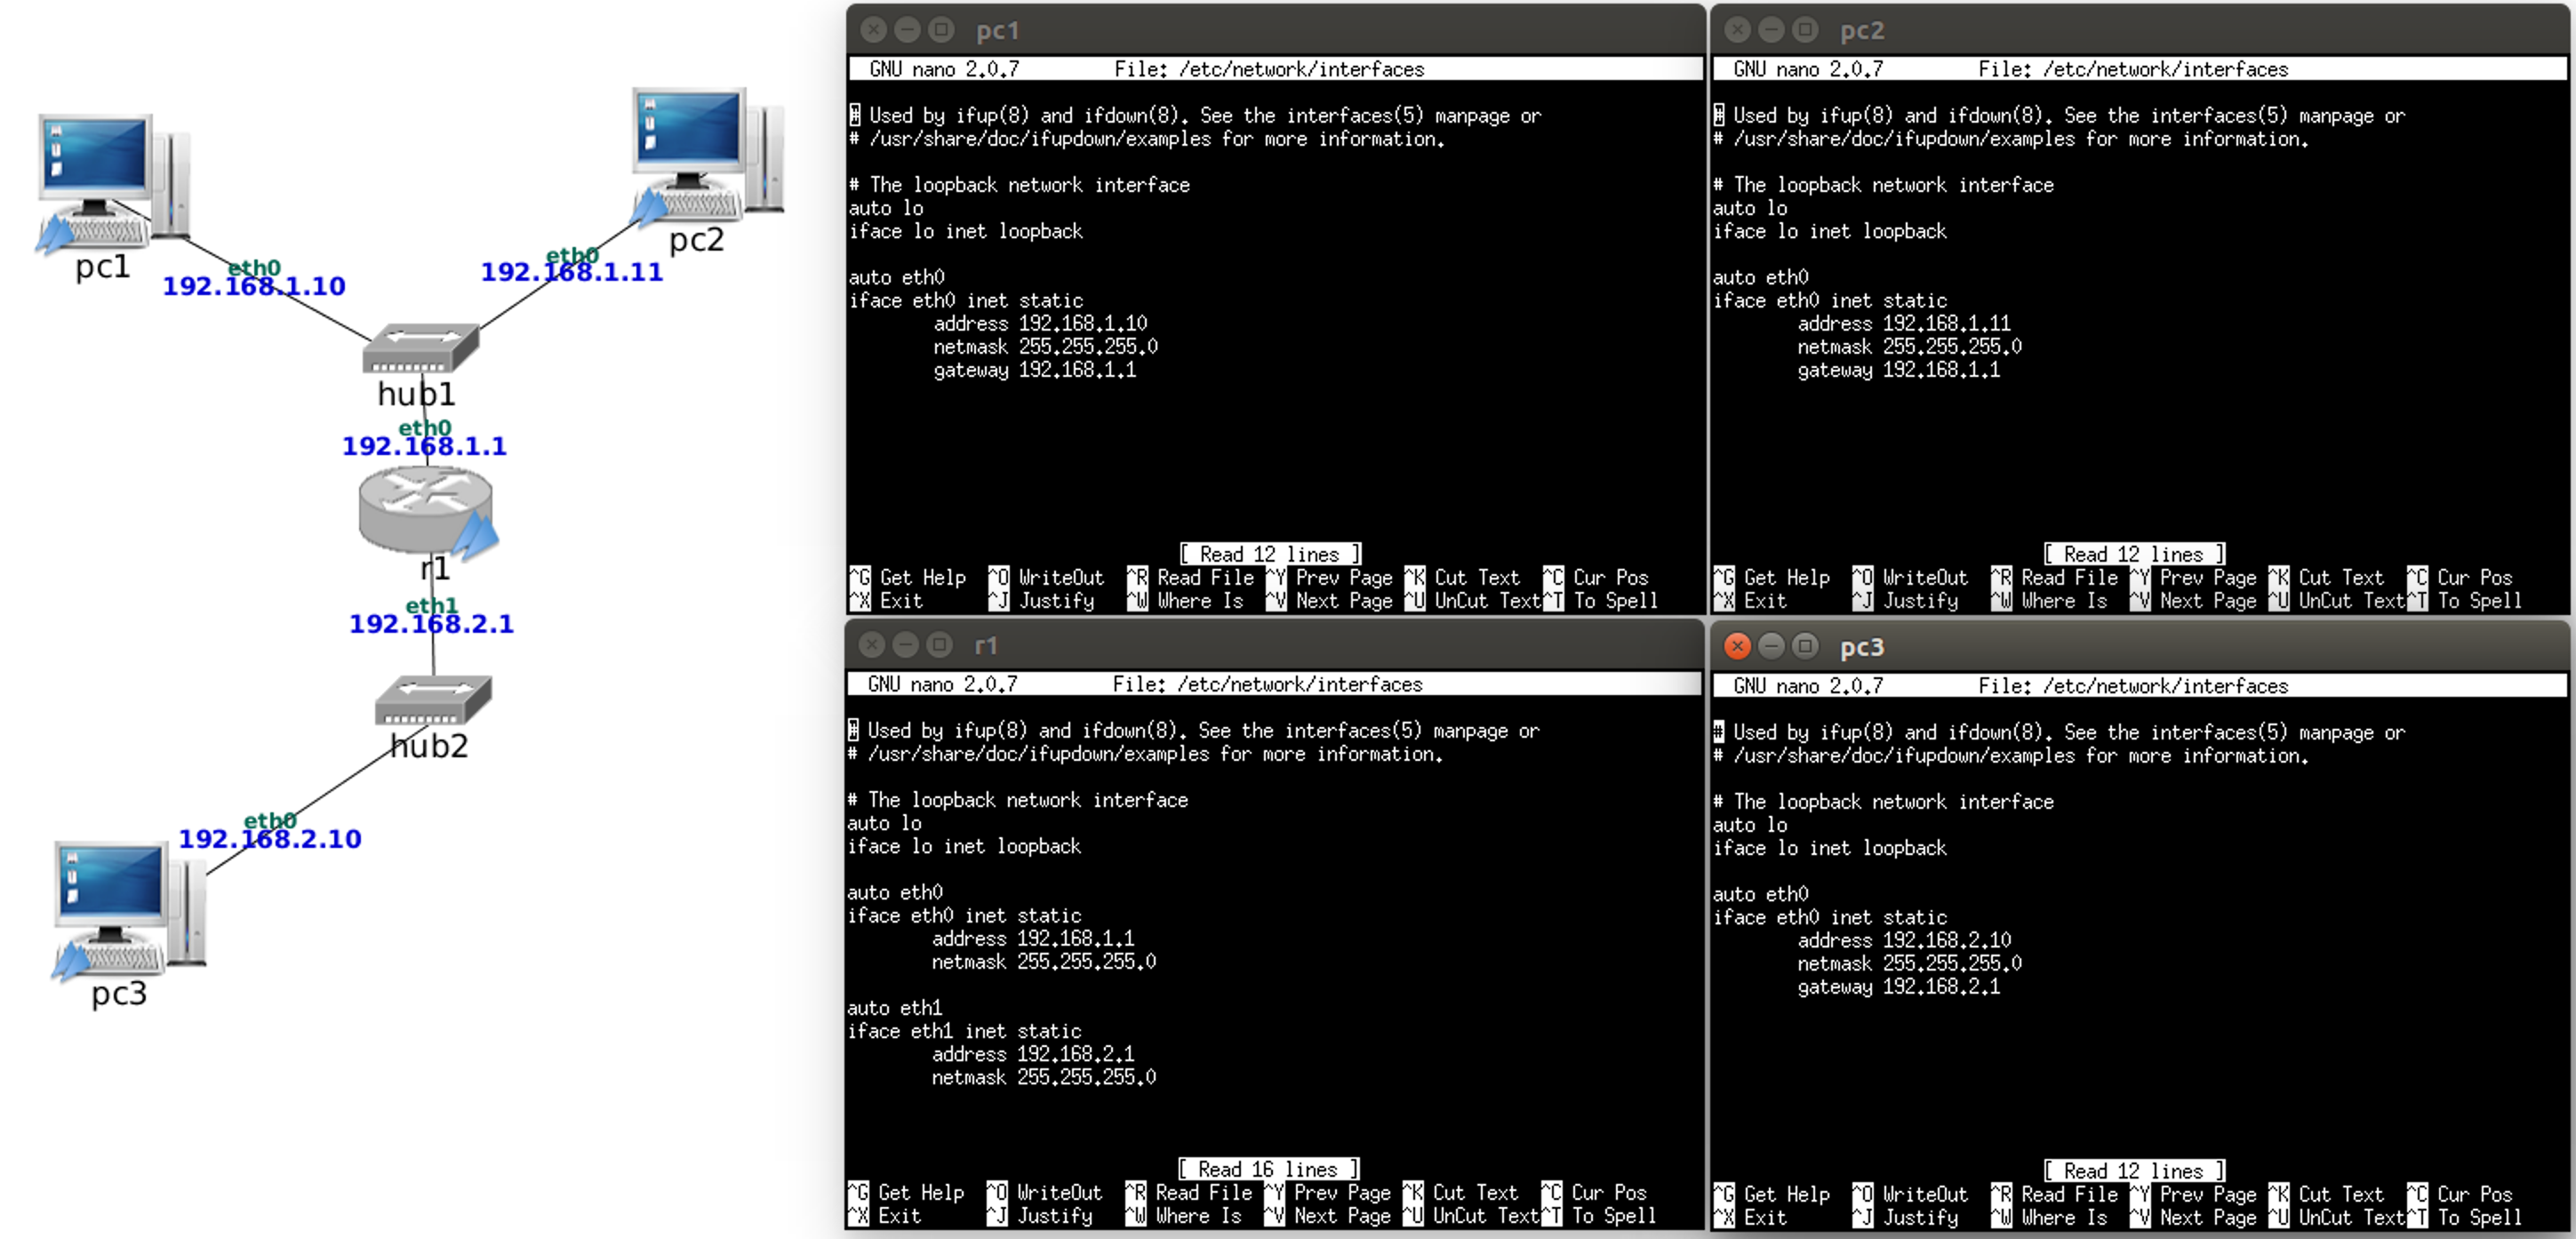 pc1
eth0
192.168.1.10
pc2
eth0
192.168.1.11
hub1
eth0
192.168.1.1
r1
eth1
192.168.2.1
hub2
eth0
192.168.2.10
pc3
pc1
GNU nano 2.0.7 File: /etc/network/interfaces
# Used by ifup(8) and ifdown(8). See the interfaces(5) manpage or
# /usr/share/doc/ifupdown/examples for more information.
# The loopback network interface
auto lo
iface lo inet loopback
auto eth0
iface eth0 inet static
address 192.168.1.10
netmask 255.255.255.0
gateway 192.168.1.1
[ Read 12 lines ]
^G Get Help ^O WriteOut ^R Read File ^Y Prev Page ^K Cut Text ^C Cur Pos
^X Exit ^J Justify ^W Where Is ^V Next Page ^U UnCut Text ^T To Spell
pc2
GNU nano 2.0.7 File: /etc/network/interfaces
# Used by ifup(8) and ifdown(8). See the interfaces(5) manpage or
# /usr/share/doc/ifupdown/examples for more information.
# The loopback network interface
auto lo
iface lo inet loopback
auto eth0
iface eth0 inet static
address 192.168.1.11
netmask 255.255.255.0
gateway 192.168.1.1
[ Read 12 lines ]
^G Get Help ^O WriteOut ^R Read File ^Y Prev Page ^K Cut Text ^C Cur Pos
^X Exit ^J Justify ^W Where Is ^V Next Page ^U UnCut Text ^T To Spell
r1
GNU nano 2.0.7 File: /etc/network/interfaces
# Used by ifup(8) and ifdown(8). See the interfaces(5) manpage or
# /usr/share/doc/ifupdown/examples for more information.
# The loopback network interface
auto lo
iface lo inet loopback
auto eth0
iface eth0 inet static
address 192.168.1.1
netmask 255.255.255.0
auto eth1
iface eth1 inet static
address 192.168.2.1
netmask 255.255.255.0
[ Read 16 lines ]
^G Get Help ^O WriteOut ^R Read File ^Y Prev Page ^K Cut Text ^C Cur Pos
^X Exit ^J Justify ^W Where Is ^V Next Page ^U UnCut Text ^T To Spell
pc3
GNU nano 2.0.7 File: /etc/network/interfaces
# Used by ifup(8) and ifdown(8). See the interfaces(5) manpage or
# /usr/share/doc/ifupdown/examples for more information.
# The loopback network interface
auto lo
iface lo inet loopback
auto eth0
iface eth0 inet static
address 192.168.2.10
netmask 255.255.255.0
gateway 192.168.2.1
[ Read 12 lines ]
^G Get Help ^O WriteOut ^R Read File ^Y Prev Page ^K Cut Text ^C Cur Pos
^X Exit ^J Justify ^W Where Is ^V Next Page ^U UnCut Text ^T To Spell